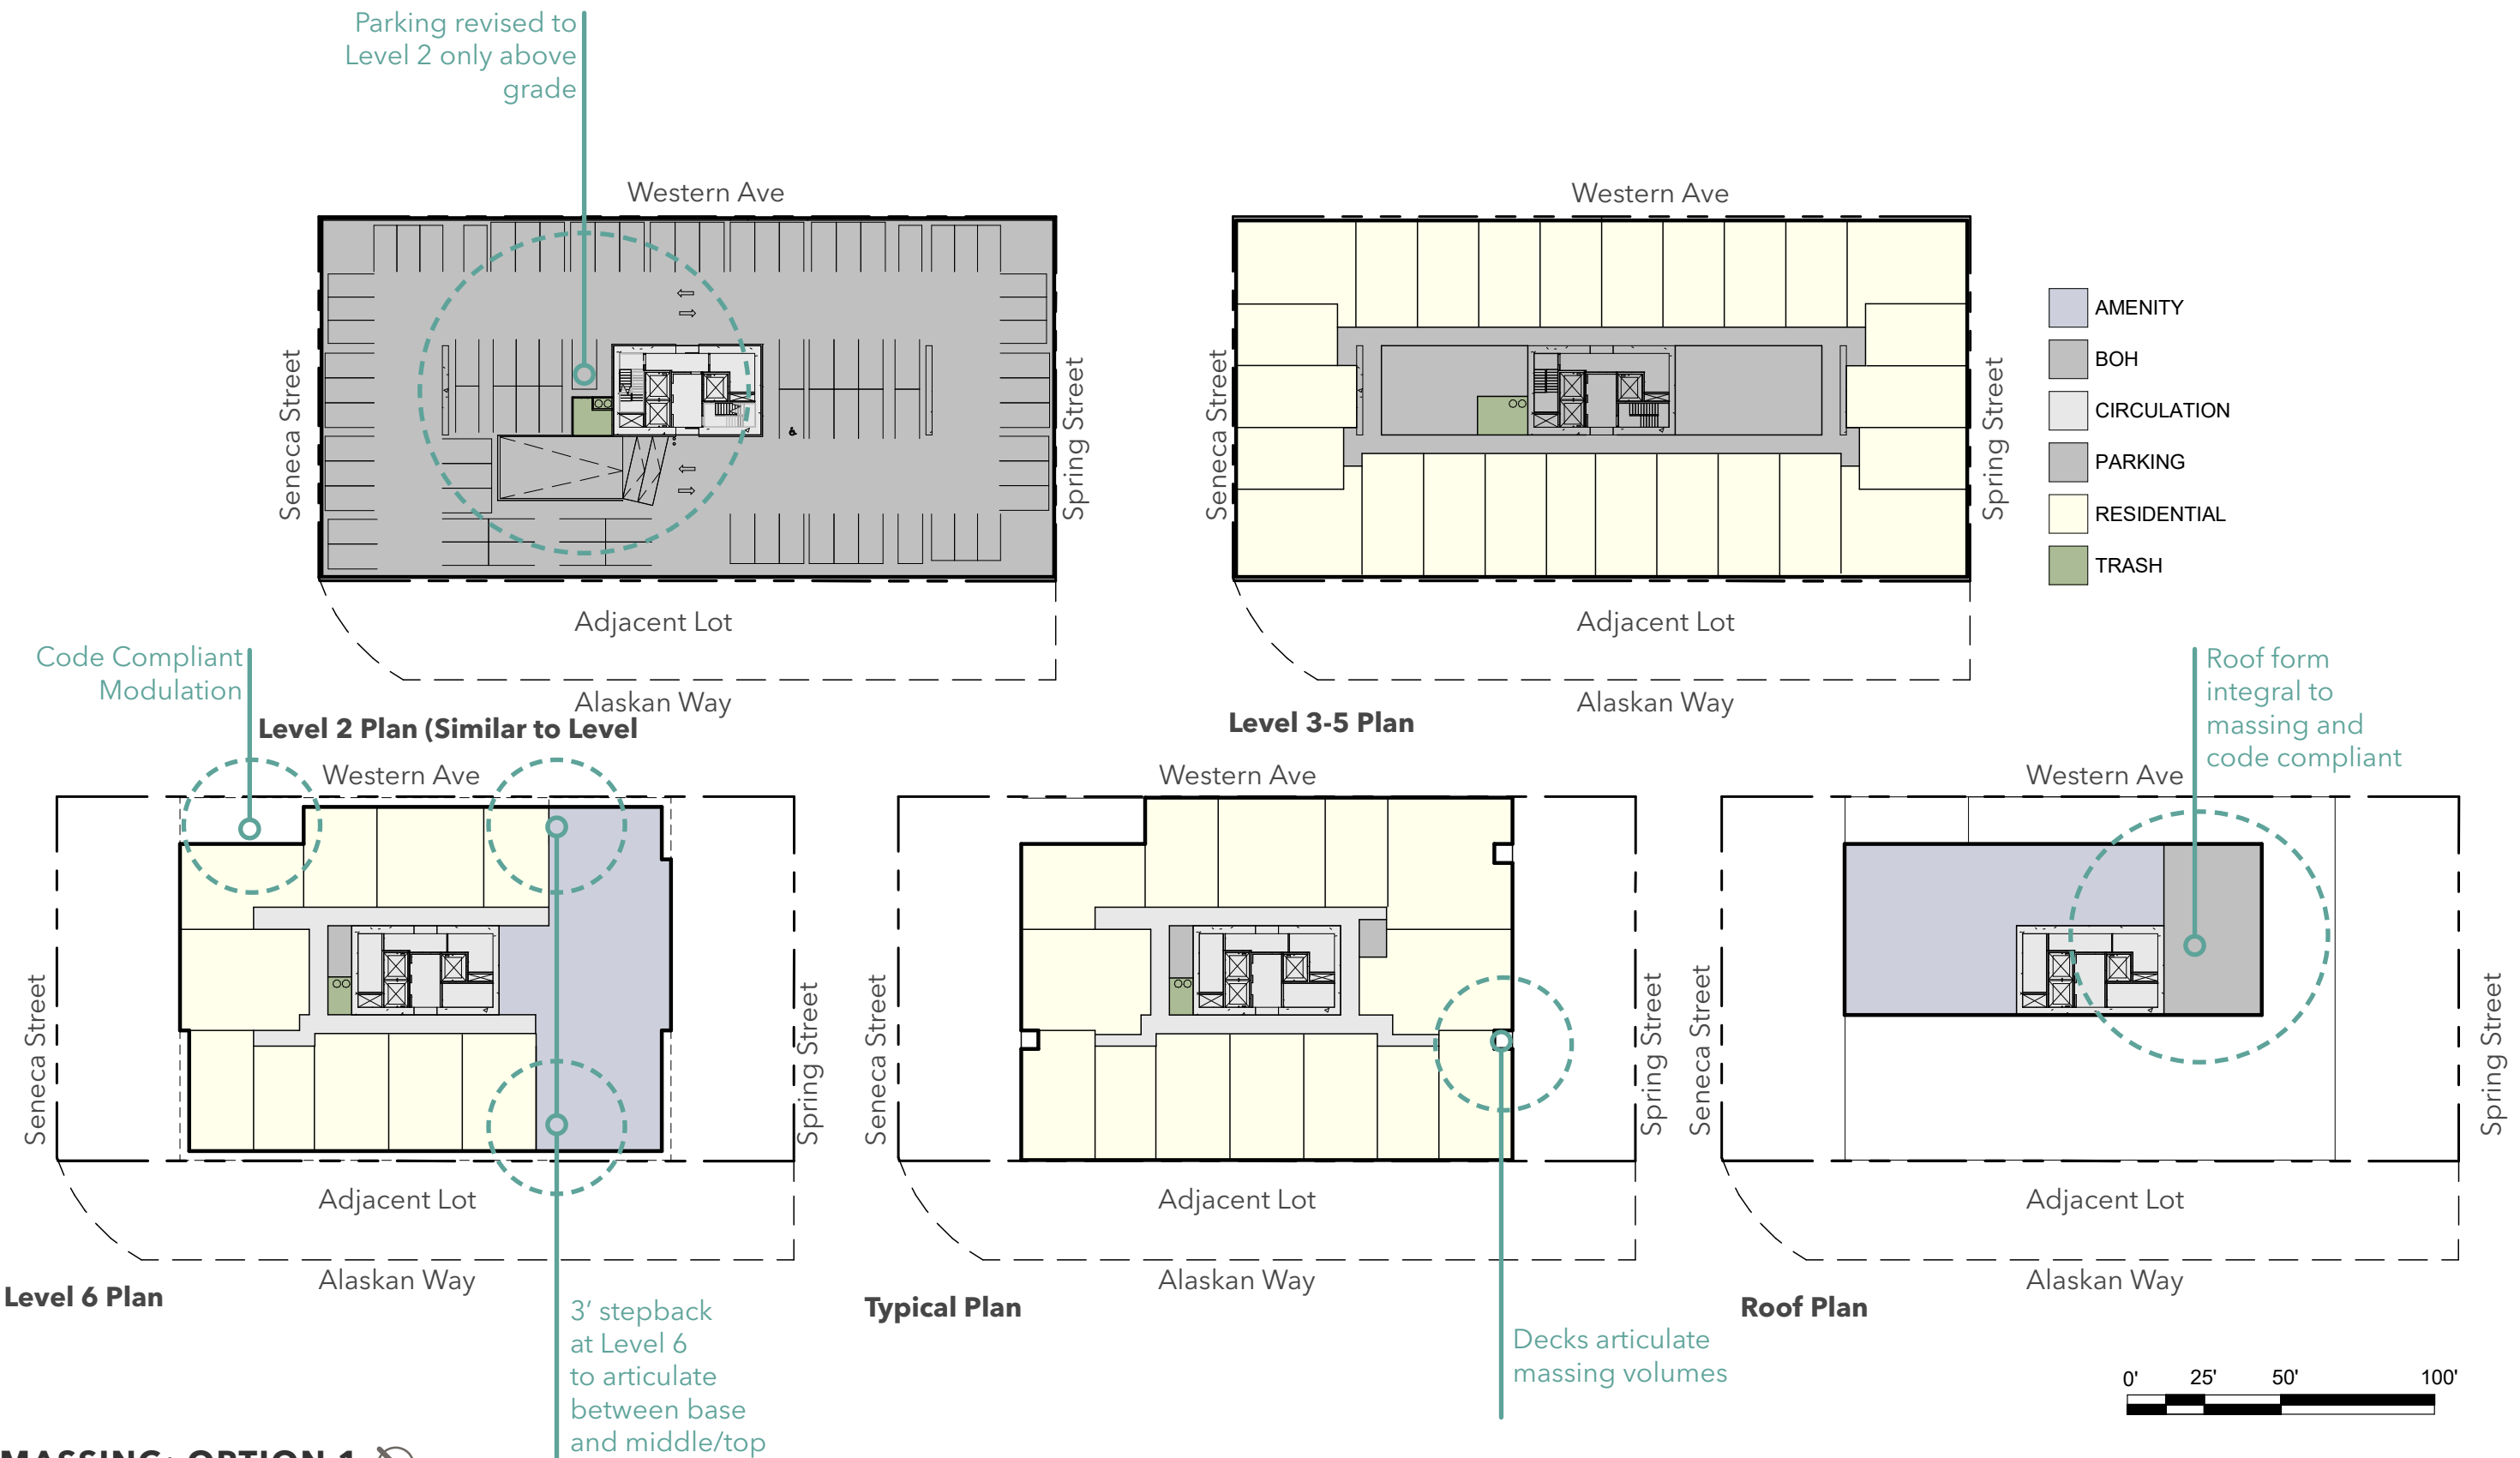 Parking revised to
Level 2 only above
grade
Western Ave
Seneca Street
Spring Street
Adjacent Lot
Alaskan Way
Level 2 Plan (Similar to Level
Western Ave
Seneca Street
Spring Street
Adjacent Lot
Alaskan Way
Level 3-5 Plan
AMENITY
BOH
CIRCULATION
PARKING
RESIDENTIAL
TRASH
Code Compliant
Modulation
Western Ave
Seneca Street
Spring Street
Adjacent Lot
Alaskan Way
Level 6 Plan
3’ stepback
at Level 6
to articulate
between base
and middle/top
Western Ave
Seneca Street
Spring Street
Adjacent Lot
Alaskan Way
Typical Plan
Decks articulate
massing volumes
Roof form
integral to
massing and
code compliant
Western Ave
Seneca Street
Spring Street
Adjacent Lot
Alaskan Way
Roof Plan
0' 25' 50' 100'
MASSING: OPTION 1